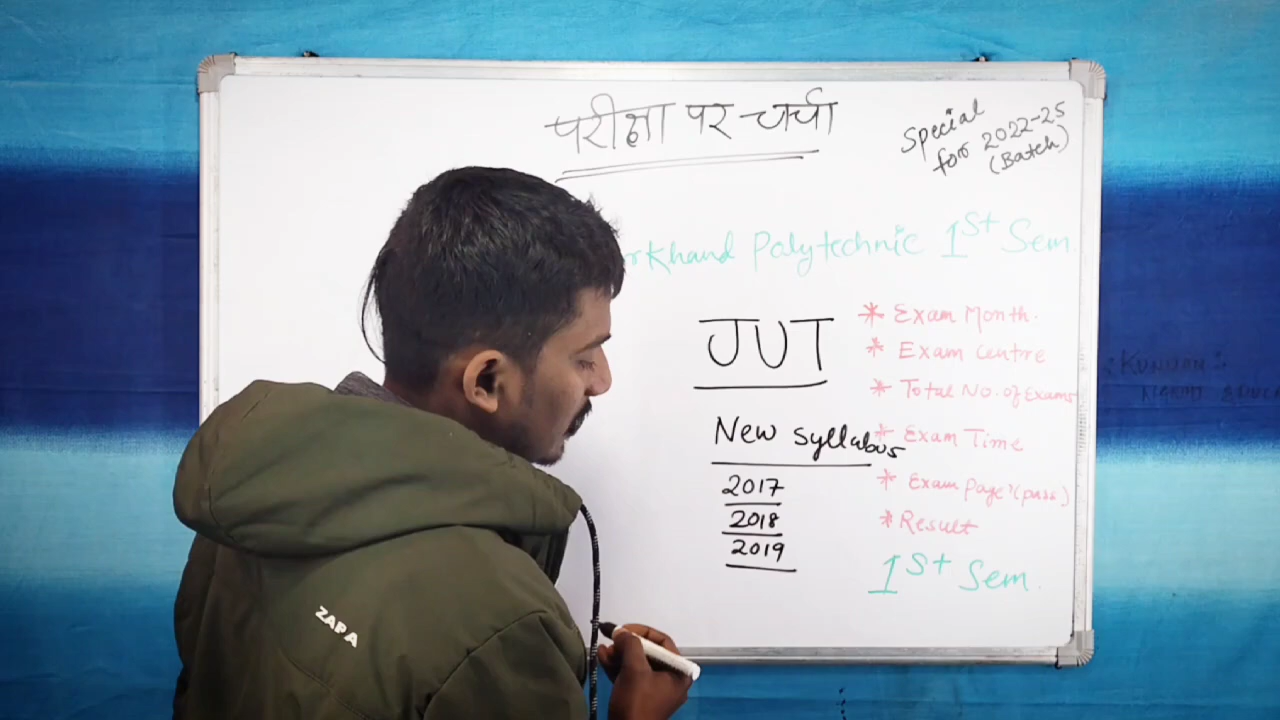 परीक्षा पर चर्चा
Special
for 2022-25
(Batch)
rkhand Polytechnic 1st Sem.
JUT
* Exam Month.
* Exam Centre
* Total No. of Exams
New syllabus
* Exam Time
2017
* Exam Page? (pass)
2018
* Result
2019
1st Sem.
ZAPA
:KUNDAN: